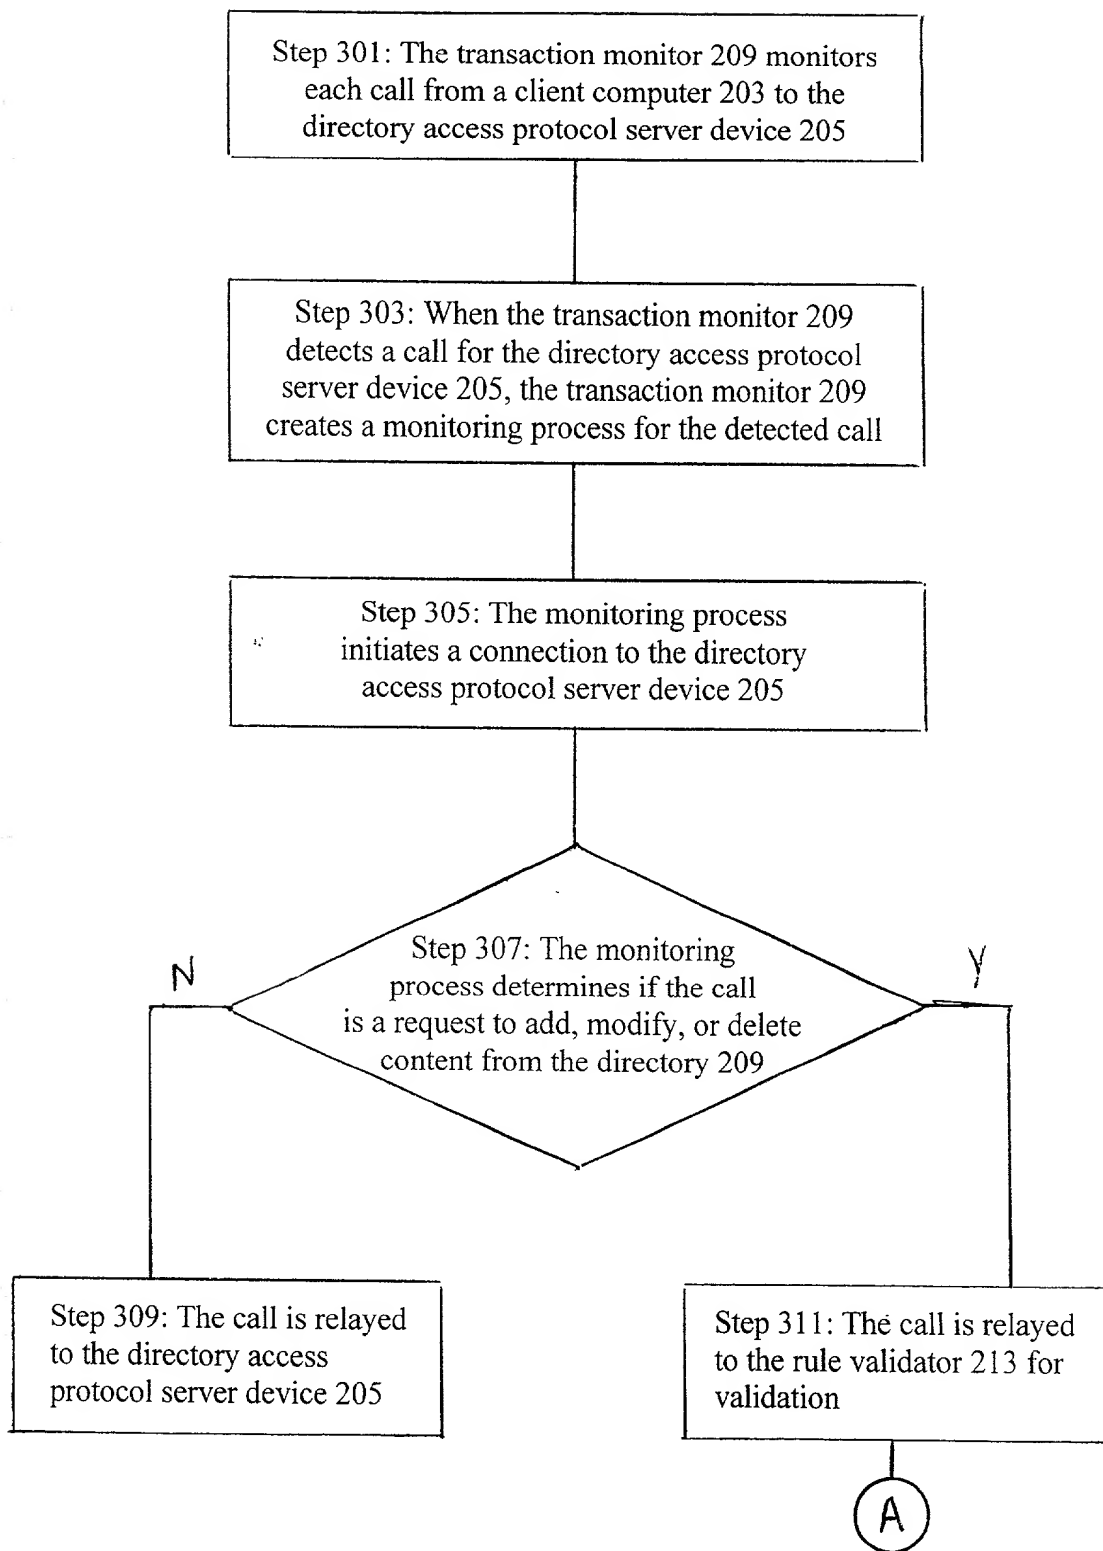 Step 301: The transaction monitor 209 monitors
each call from a client computer 203 to the
directory access protocol server device 205
Step 303: When the transaction monitor 209
detects a call for the directory access protocol
server device 205, the transaction monitor 209
creates a monitoring process for the detected call
Step 305: The monitoring process
initiates a connection to the directory
access protocol server device 205
Step 307: The monitoring
process determines if the call
is a request to add, modify, or delete
content from the directory 209
N
Y
Step 309: The call is relayed
to the directory access
protocol server device 205
Step 311: The call is relayed
to the rule validator 213 for
validation
A